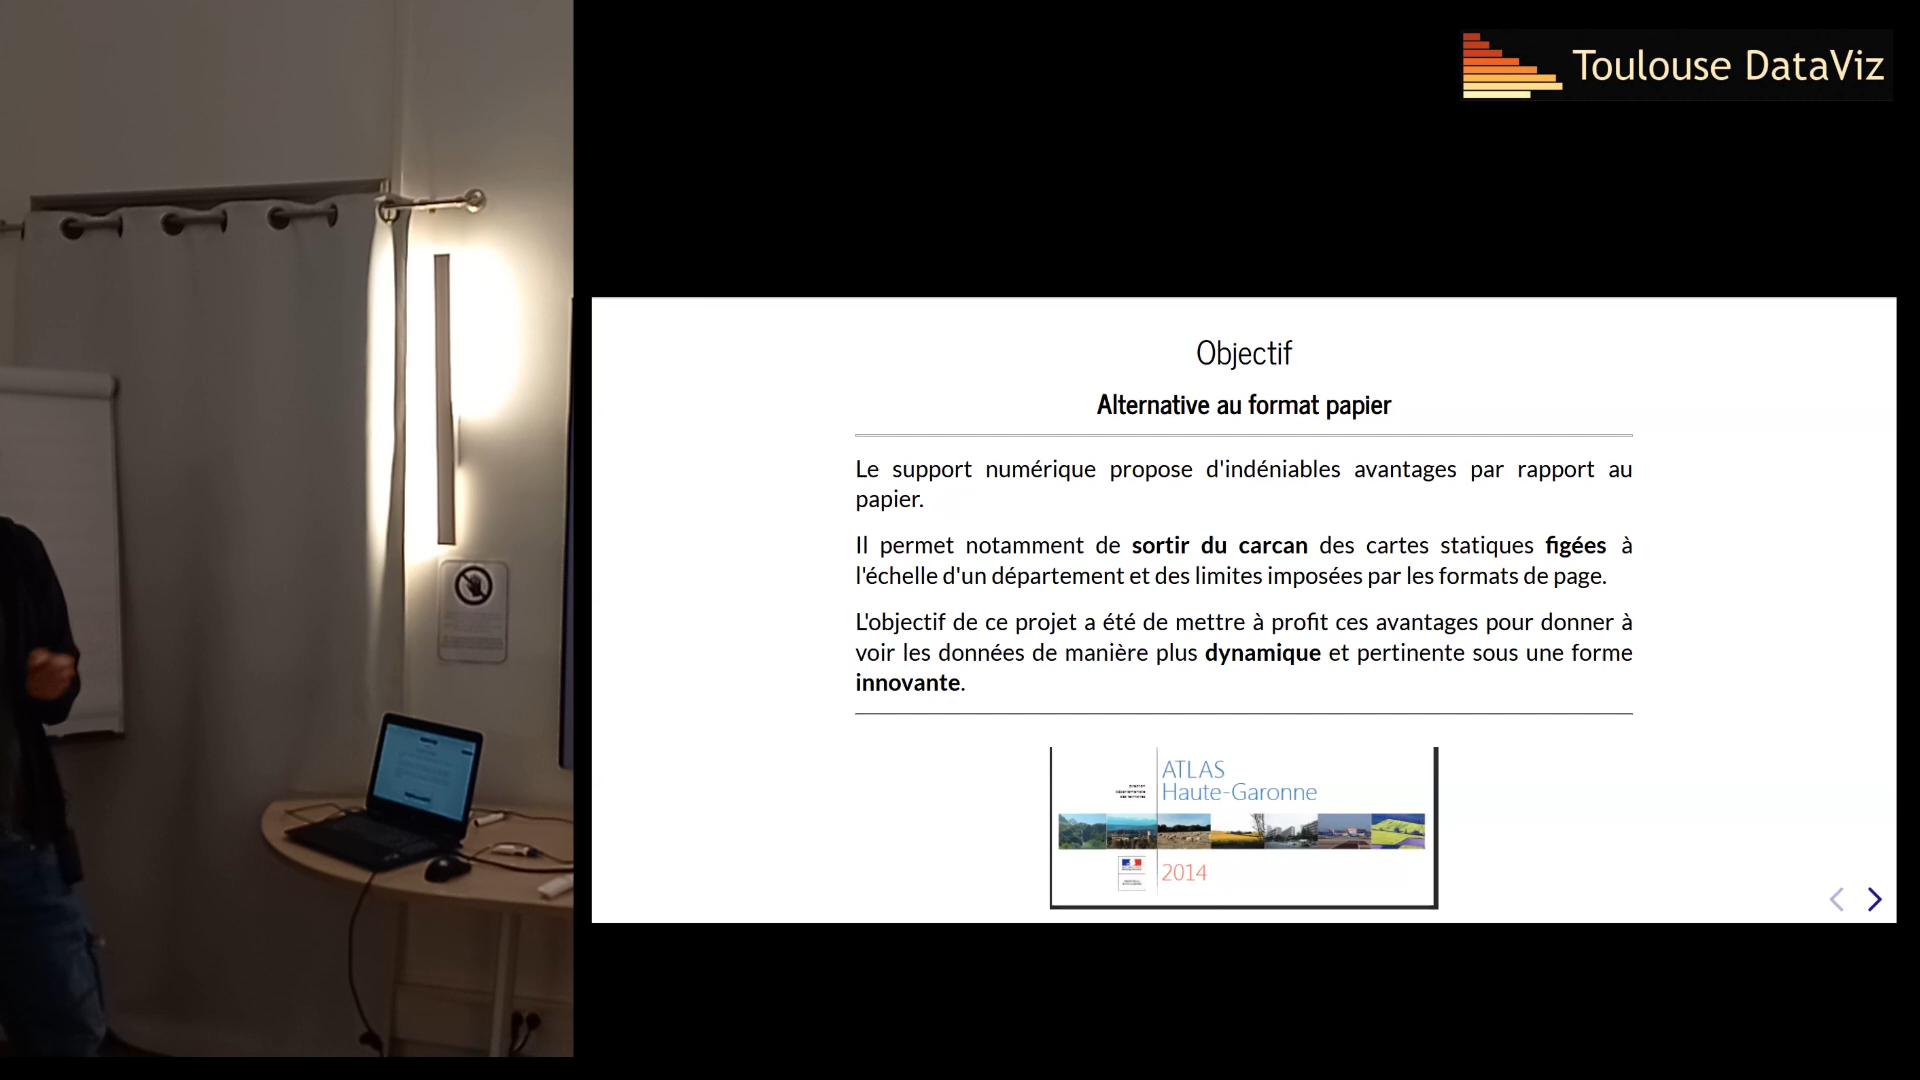 Toulouse DataViz
Objectif
Alternative au format papier
Le support numérique propose d'indéniables avantages par rapport au
papier.
Il permet notamment de sortir du carcan des cartes statiques figées à
l'échelle d'un département et des limites imposées par les formats de page.
L'objectif de ce projet a été de mettre à profit ces avantages pour donner à
voir les données de manière plus dynamique et pertinente sous une forme
innovante.
ATLAS
Haute-Garonne
2014